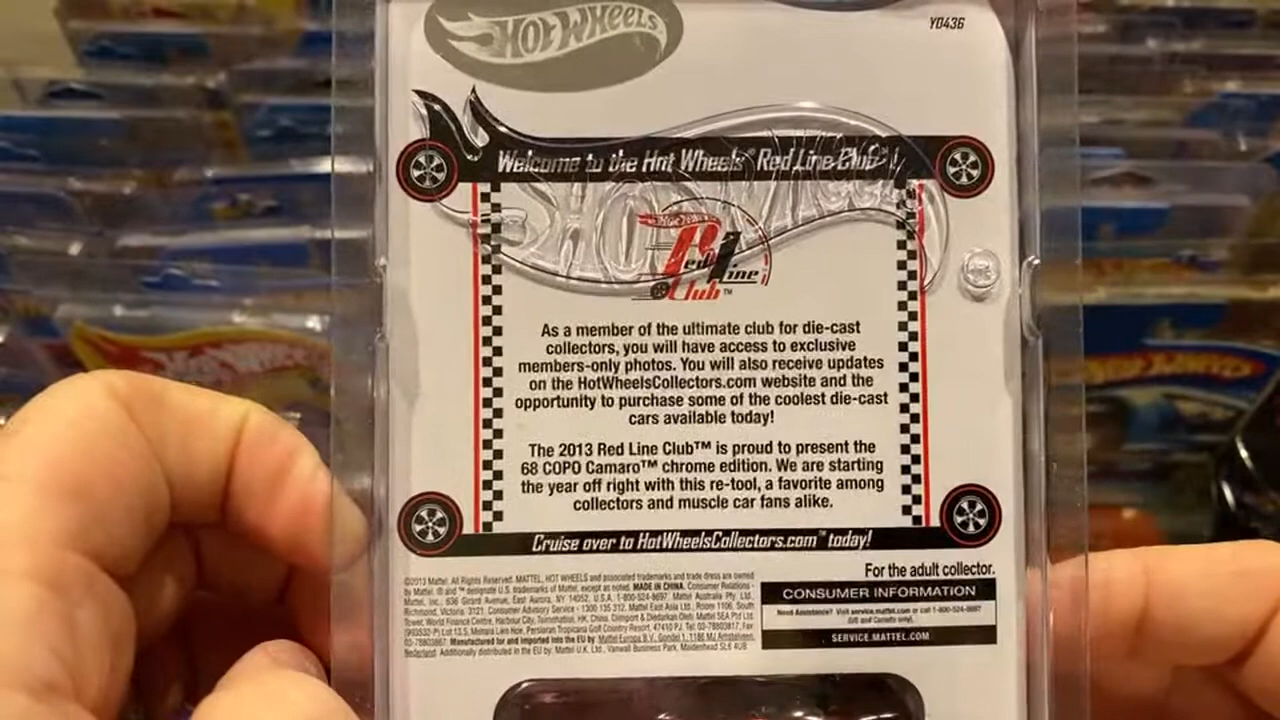 HOT WHEELS
Y0436
Welcome to the Hot Wheels® Red Line Club™!
HOT WHEELS
Red Line
Club™
As a member of the ultimate club for die-cast
collectors, you will have access to exclusive
members-only photos. You will also receive updates
on the HotWheelsCollectors.com website and the
opportunity to purchase some of the coolest die-cast
cars available today!
The 2013 Red Line Club™ is proud to present the
68 COPO Camaro™ chrome edition. We are starting
the year off right with this re-tool, a favorite among
collectors and muscle car fans alike.
Cruise over to HotWheelsCollectors.com™ today!
For the adult collector.
©2013 Mattel. All Rights Reserved. MATTEL, HOT WHEELS and associated trademarks and trade dress are owned
by Mattel. ® and ™ designate U.S. trademarks of Mattel, except as noted. MADE IN CHINA. Consumer Relations -
Mattel, Inc., 636 Girard Avenue, East Aurora, NY 14052, U.S.A. 1-800-524-8697. Mattel Australia Pty. Ltd.,
Richmond, Victoria. 3121. Consumer Advisory Service - 1300 135 312. Mattel East Asia Ltd., Room 1106, South
Tower, World Finance Centre, Harbour City, Tsimshatsui, HK, China. Diimport & Diedarkan Oleh: Mattel SEA Ptd Ltd.
(993532-P) Lot 13.5, Menara Lien Hoe, Persiaran Tropicana Golf Country Resort, 47410 PJ. Tel: 03-78803817, Fax:
03-78803867. Manufactured for and imported into the EU by: Mattel Europa B.V., Gondel 1, 1186 MJ Amstelveen,
Nederland. Additionally distributed in the EU by: Mattel U.K. Ltd., Vanwall Business Park, Maidenhead SL6 4UB
CONSUMER INFORMATION
Need Assistance? Visit service.mattel.com or call 1-800-524-8697
(US and Canada only).
SERVICE.MATTEL.COM